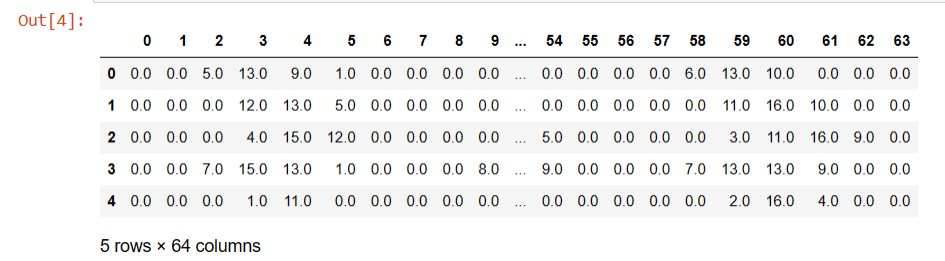 Out[4]:
0 1 2 3 4 5 6 7 8 9 ... 54 55 56 57 58 59 60 61 62 63
0 0.0 0.0 5.0 13.0 9.0 1.0 0.0 0.0 0.0 0.0 ... 0.0 0.0 0.0 0.0 6.0 13.0 10.0 0.0 0.0 0.0
1 0.0 0.0 0.0 12.0 13.0 5.0 0.0 0.0 0.0 0.0 ... 0.0 0.0 0.0 0.0 0.0 11.0 16.0 10.0 0.0 0.0
2 0.0 0.0 0.0 4.0 15.0 12.0 0.0 0.0 0.0 0.0 ... 5.0 0.0 0.0 0.0 0.0 3.0 11.0 16.0 9.0 0.0
3 0.0 0.0 7.0 15.0 13.0 1.0 0.0 0.0 0.0 8.0 ... 9.0 0.0 0.0 0.0 7.0 13.0 13.0 9.0 0.0 0.0
4 0.0 0.0 0.0 1.0 11.0 0.0 0.0 0.0 0.0 0.0 ... 0.0 0.0 0.0 0.0 0.0 2.0 16.0 4.0 0.0 0.0
5 rows × 64 columns